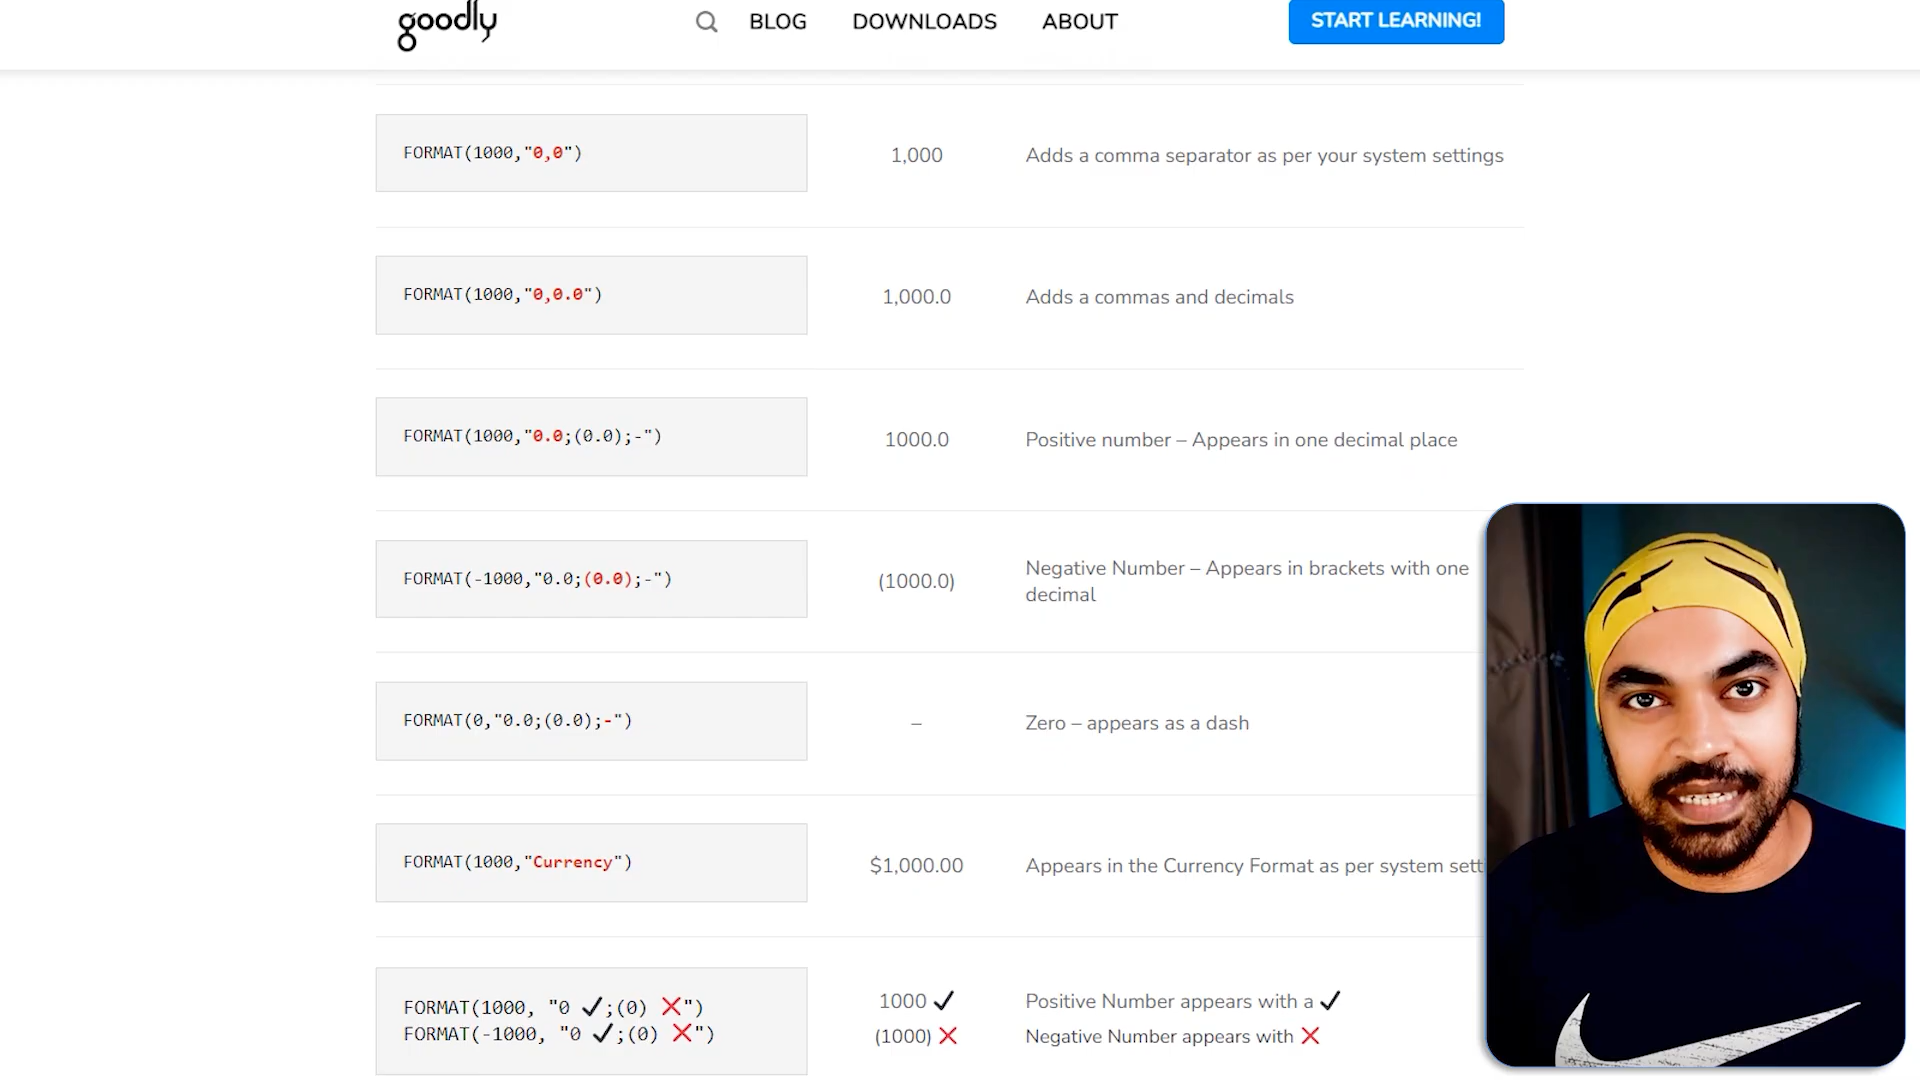 goodly
BLOG
DOWNLOADS
ABOUT
START LEARNING!
FORMAT(1000,"0,0")
1,000
Adds a comma separator as per your system settings
FORMAT(1000,"0,0.0")
1,000.0
Adds a commas and decimals
FORMAT(1000,"0.0;(0.0);-")
1000.0
Positive number – Appears in one decimal place
FORMAT(-1000,"0.0;(0.0);-")
(1000.0)
Negative Number – Appears in brackets with one
decimal
FORMAT(0,"0.0;(0.0);-")
–
Zero – appears as a dash
FORMAT(1000,"Currency")
$1,000.00
Appears in the Currency Format as per system setti
FORMAT(1000, "0 ✔;(0) ❌")
FORMAT(-1000, "0 ✔;(0) ❌")
1000 ✔
(1000) ❌
Positive Number appears with a ✔
Negative Number appears with ❌